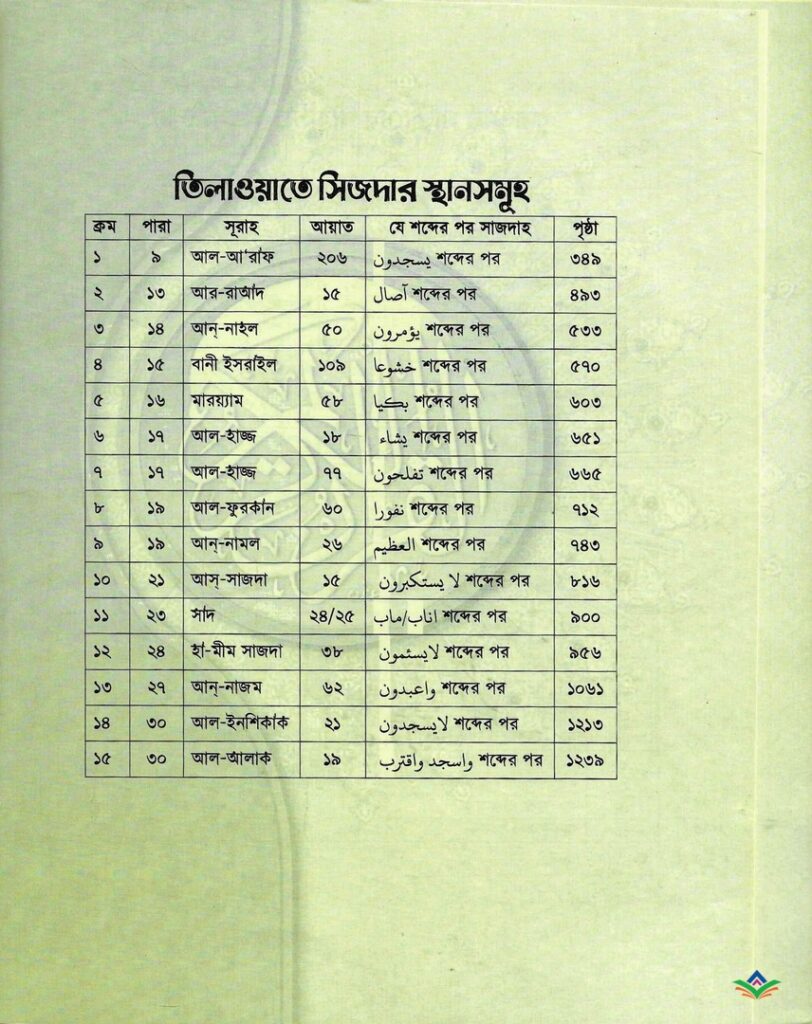 তিলাওয়াতে সিজদার স্থানসমূহ
ক্রম পারা সূরাহ আয়াত যে শব্দের পর সাজদাহ পৃষ্ঠা
১ ৯ আল-আ'রাফ ২০৬ يسجدون শব্দের পর ৩৪৯
২ ১৩ আর-রাআদ ১৫ آصال শব্দের পর ৪৯৩
৩ ১৪ আন্-নাহল ৫০ يؤمرون শব্দের পর ৫৩৩
৪ ১৫ বানী ইসরাইল ১০৯ خشوعا শব্দের পর ৫৭০
৫ ১৬ মারয়্যাম ৫৮ بكيا শব্দের পর ৬০৩
৬ ১৭ আল-হাজ্জ ১৮ يشاء শব্দের পর ৬৫১
৭ ১৭ আল-হাজ্জ ৭৭ تفلحون শব্দের পর ৬৬৫
৮ ১৯ আল-ফুরকান ৬০ نفورا শব্দের পর ৭১২
৯ ১৯ আন্-নামল ২৬ العظيم শব্দের পর ৭৪৩
১০ ২১ আস্-সাজদা ১৫ لا يستكبرون শব্দের পর ৮১৬
১১ ২৩ সাদ ২৪/২৫ اناب/ماب শব্দের পর ৯০০
১২ ২৪ হা-মীম সাজদা ৩৮ لايسئمون শব্দের পর ৯৫৬
১৩ ২৭ আন্-নাজম ৬২ واعبدون শব্দের পর ১০৬১
১৪ ৩০ আল-ইনশিকাক ২১ لايسجدون শব্দের পর ১২১৩
১৫ ৩০ আল-আলাক ১৯ واسجد واقترب শব্দের পর ১২৩৯